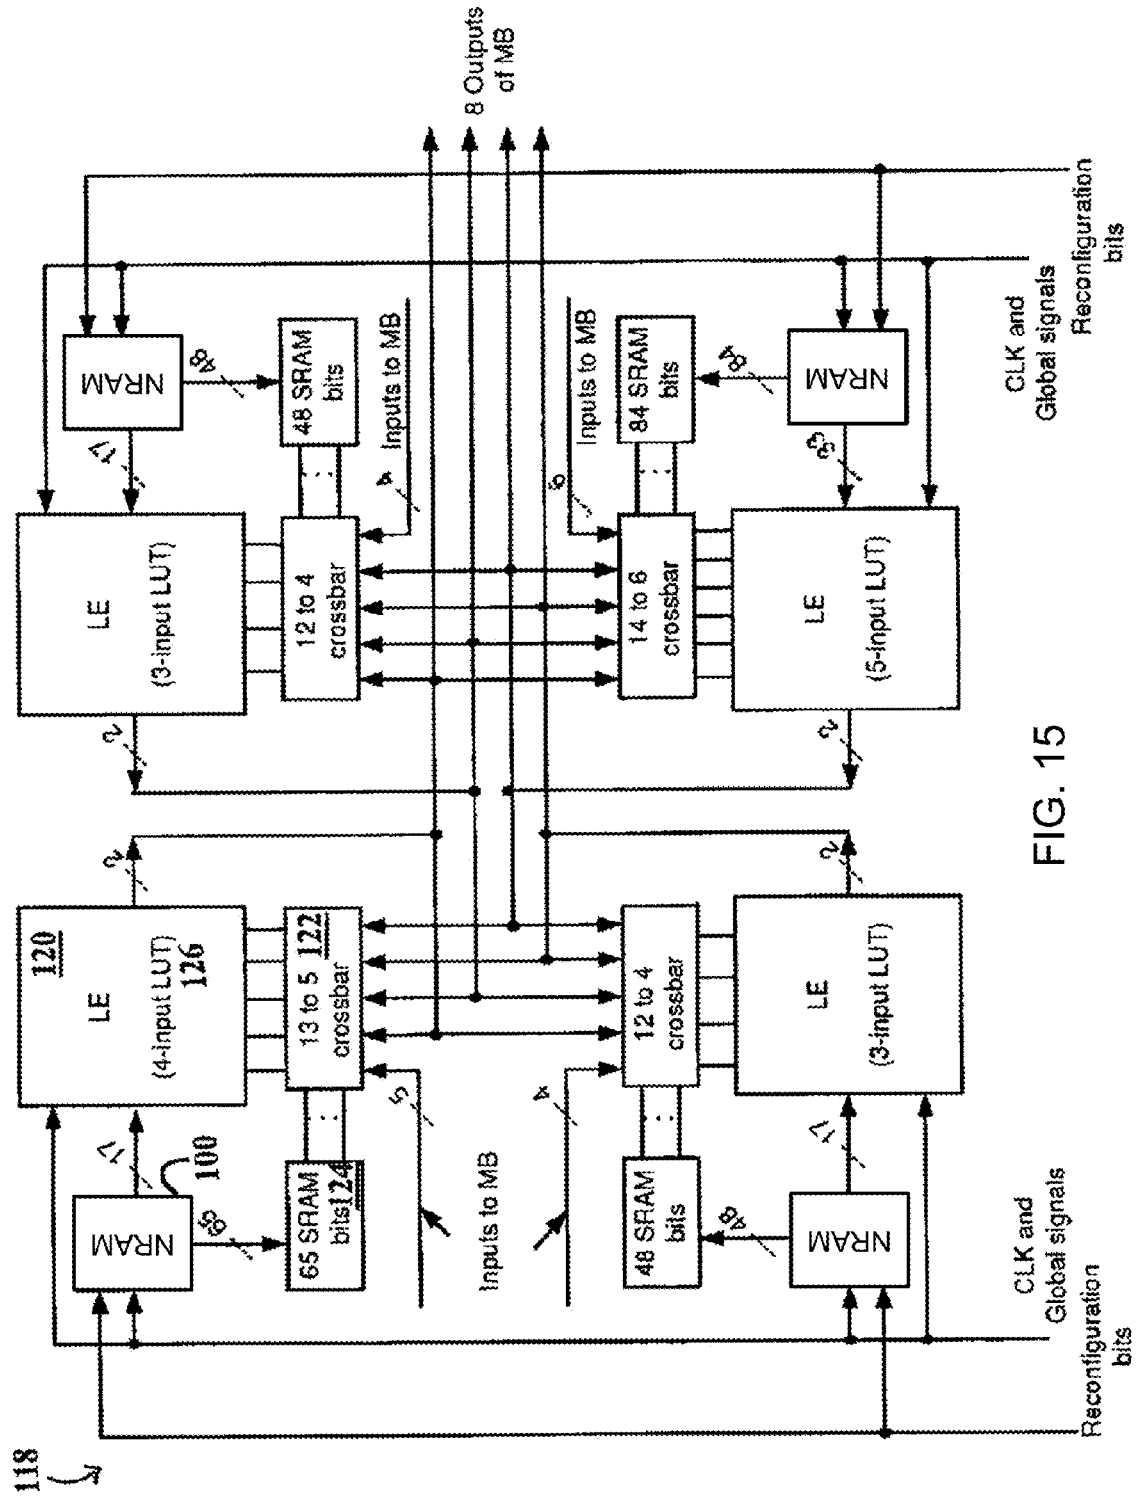 118
120
LE
(4-input LUT)
126
2
LE
(3-input LUT)
2
NRAM
17
100
65
NRAM
17
48
65 SRAM
bits 124
13 to 5
crossbar
122
12 to 4
crossbar
48 SRAM
bits
5
4
Inputs to MB
Inputs to MB
8 Outputs
of MB
4
6
Inputs to MB
48 SRAM
bits
12 to 4
crossbar
14 to 6
crossbar
84 SRAM
bits
48
84
NRAM
17
LE
(3-input LUT)
2
2
LE
(5-input LUT)
33
NRAM
CLK and
Global signals
Reconfiguration
bits
CLK and
Global signals
Reconfiguration
bits
FIG. 15